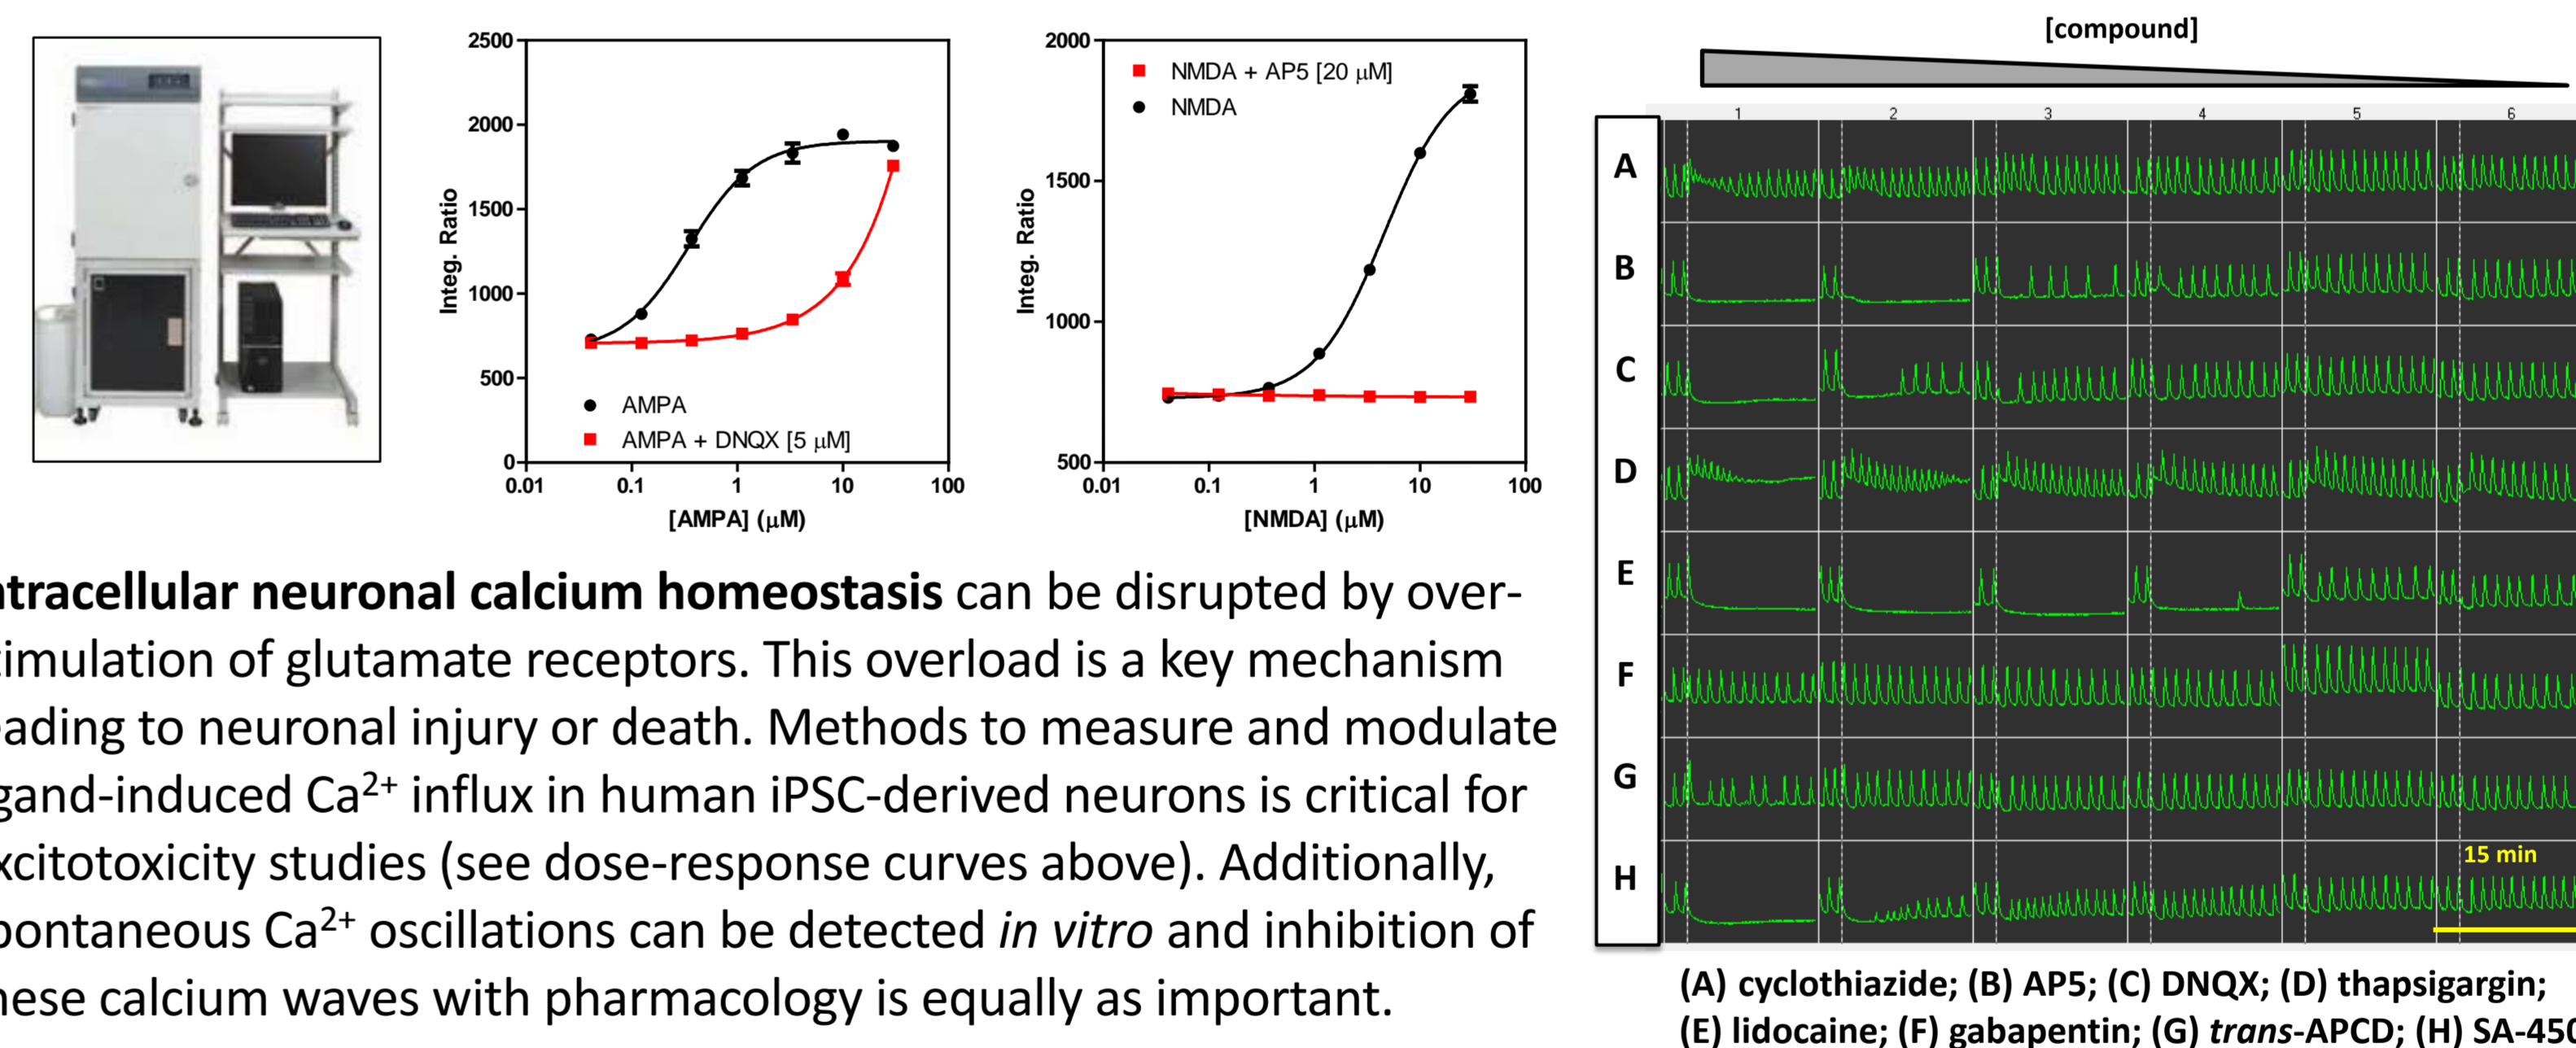 2500
2000
1500
1000
500
0
0.01 0.1 1 10 100
Integ. Ratio
[AMPA] (μM)
AMPA
AMPA + DNQX [5 μM]
2000
1500
1000
500
0.01 0.1 1 10 100
Integ. Ratio
[NMDA] (μM)
NMDA + AP5 [20 μM]
NMDA
ntracellular neuronal calcium homeostasis can be disrupted by over-
timulation of glutamate receptors. This overload is a key mechanism
eading to neuronal injury or death. Methods to measure and modulate
gand-induced Ca2+ influx in human iPSC-derived neurons is critical for
xcitotoxicity studies (see dose-response curves above). Additionally,
pontaneous Ca2+ oscillations can be detected in vitro and inhibition of
hese calcium waves with pharmacology is equally as important.
[compound]
1 2 3 4 5 6
A
B
C
D
E
F
G
H
15 min
(A) cyclothiazide; (B) AP5; (C) DNQX; (D) thapsigargin;
(E) lidocaine; (F) gabapentin; (G) trans-APCD; (H) SA-450